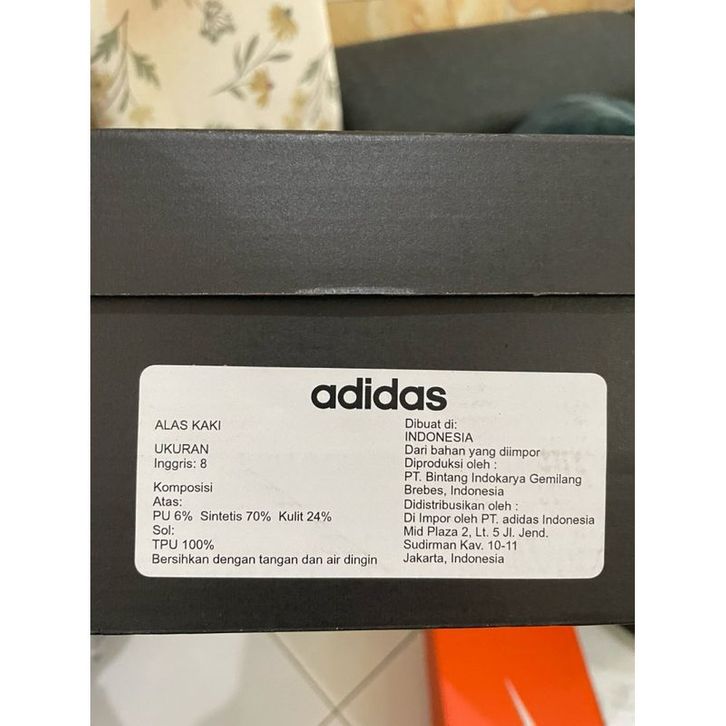 adidas
ALAS KAKI
UKURAN
Inggris: 8
Komposisi
Atas:
PU 6% Sintetis 70% Kulit 24%
Sol:
TPU 100%
Bersihkan dengan tangan dan air dingin
Dibuat di:
INDONESIA
Dari bahan yang diimpor
Diproduksi oleh :
PT. Bintang Indokarya Gemilang
Brebes, Indonesia
Didistribusikan oleh :
Di Impor oleh PT. adidas Indonesia
Mid Plaza 2, Lt. 5 Jl. Jend.
Sudirman Kav. 10-11
Jakarta, Indonesia